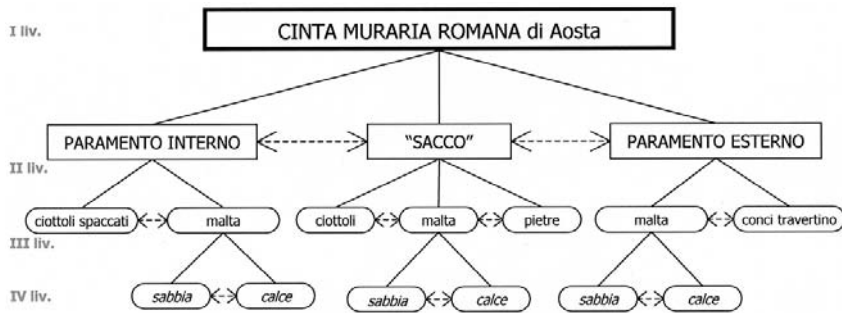 I liv.
CINTA MURARIA ROMANA di Aosta
PARAMENTO INTERNO
"SACCO"
PARAMENTO ESTERNO
II liv.
ciottoli spaccati
malta
ciottoli
malta
pietre
malta
conci travertino
III liv.
sabbia
calce
sabbia
calce
sabbia
calce
IV liv.